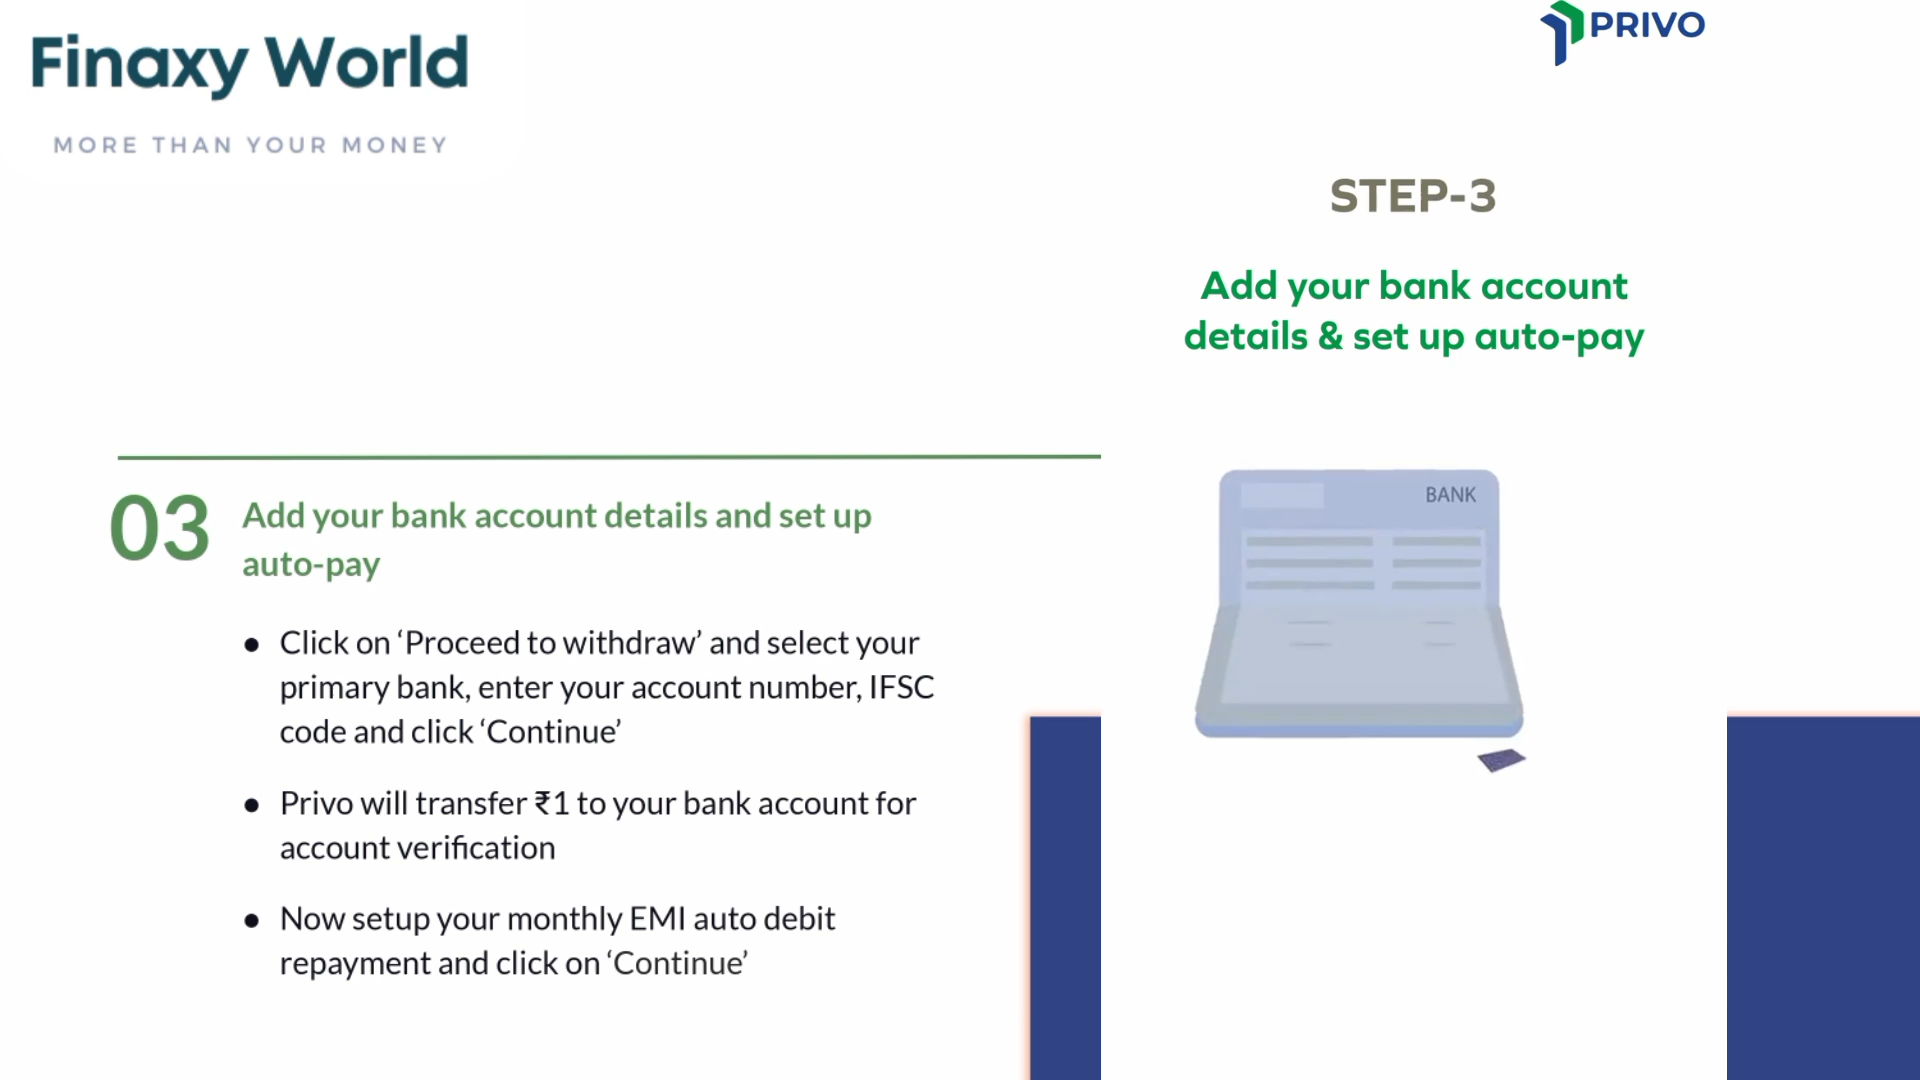 Finaxy World
MORE THAN YOUR MONEY
PRIVO
STEP-3
Add your bank account
details & set up auto-pay
BANK
03
Add your bank account details and set up
auto-pay
● Click on ‘Proceed to withdraw’ and select your
primary bank, enter your account number, IFSC
code and click ‘Continue’
● Privo will transfer ₹1 to your bank account for
account verification
● Now setup your monthly EMI auto debit
repayment and click on ‘Continue’